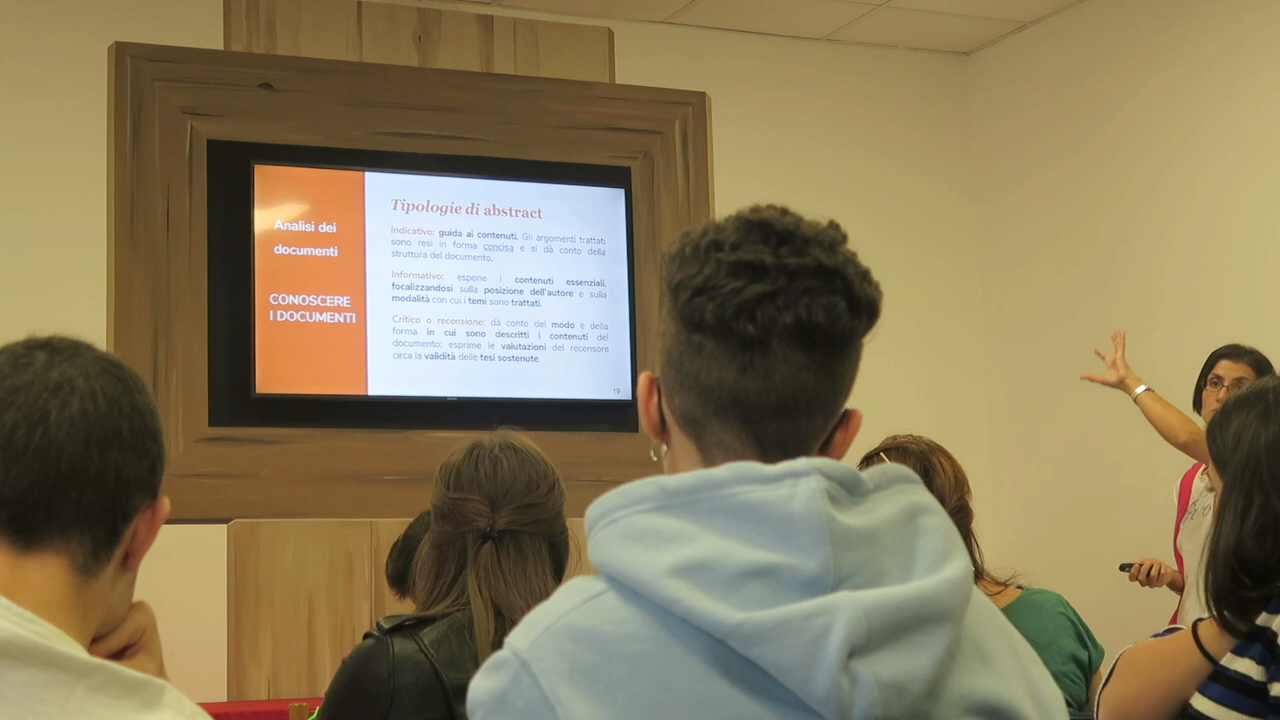 Analisi dei
documenti
CONOSCERE
I DOCUMENTI
Tipologie di abstract
Indicativo: guida ai contenuti. Gli argomenti trattati
sono resi in forma concisa e si dà conto della
struttura del documento.
Informativo: espone i contenuti essenziali,
focalizzandosi sulla posizione dell'autore e sulla
modalità con cui i temi sono trattati.
Critico o recensione: dà conto del modo e della
forma in cui sono descritti i contenuti del
documento; esprime le valutazioni del recensore
circa la validità delle tesi sostenute.
19